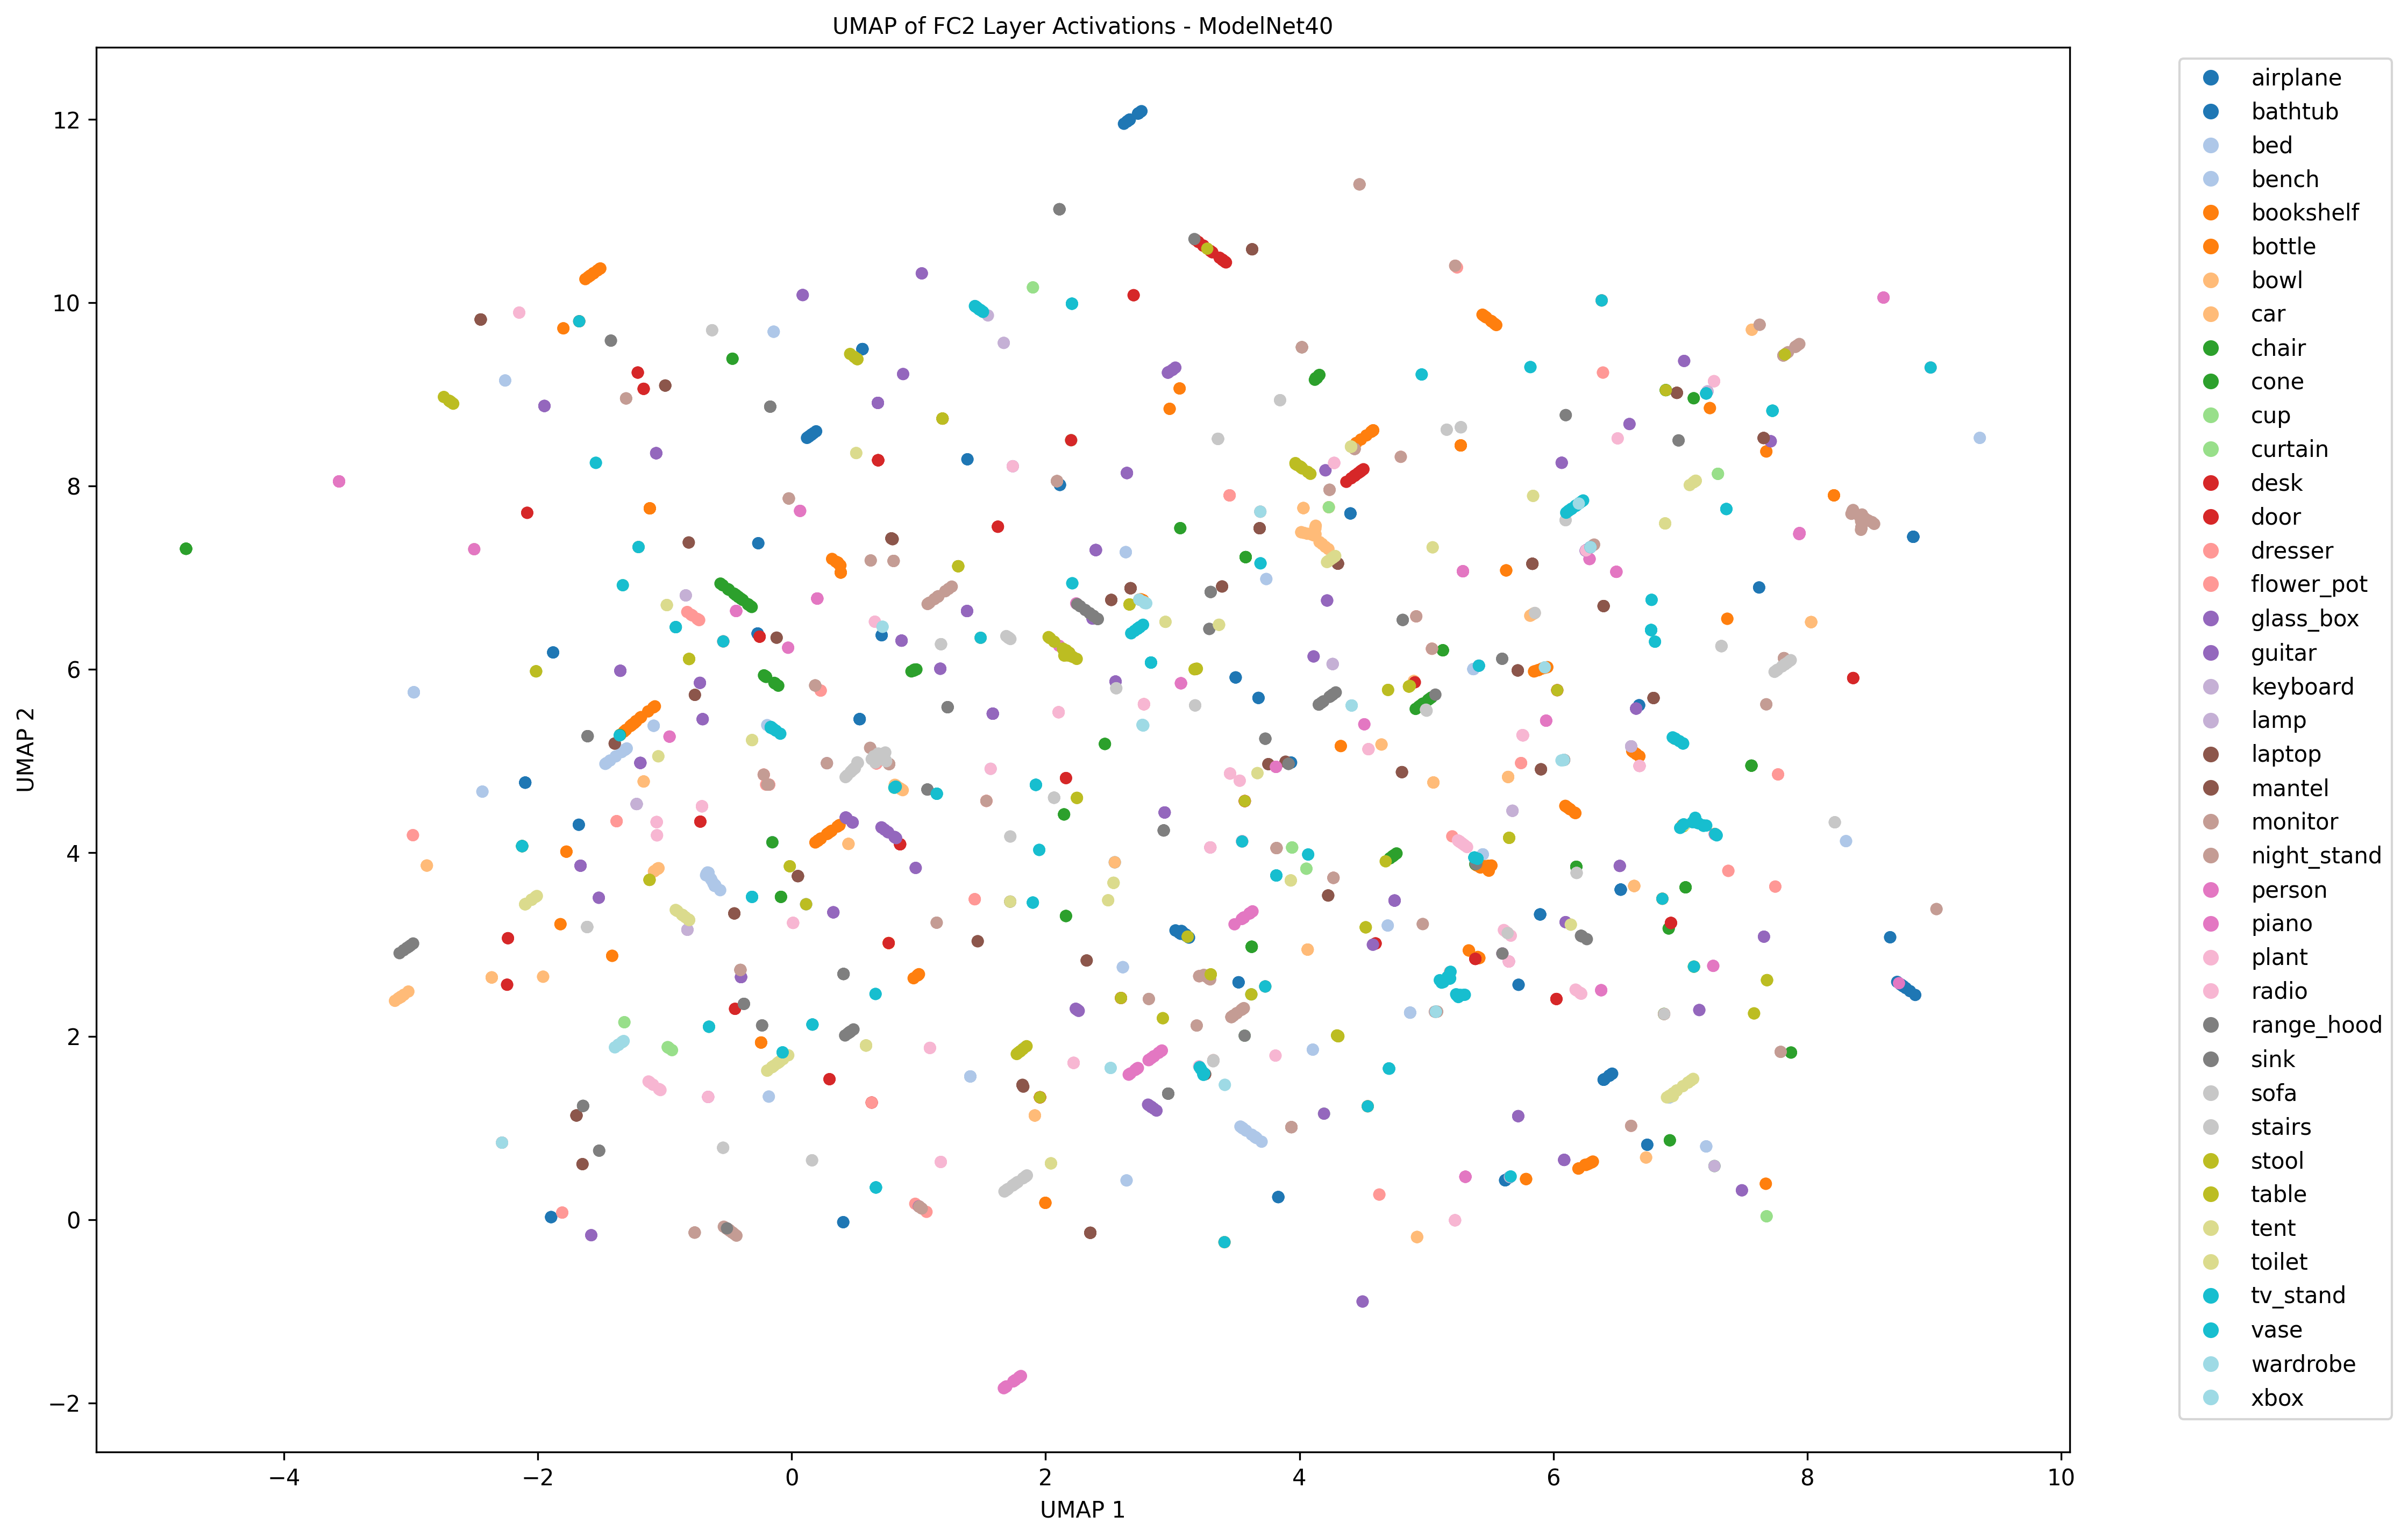 UMAP of FC2 Layer Activations - ModelNet40
12
10
8
6
4
2
0
−2
UMAP 2
−4
−2
0
2
4
6
8
10
UMAP 1
airplane
bathtub
bed
bench
bookshelf
bottle
bowl
car
chair
cone
cup
curtain
desk
door
dresser
flower_pot
glass_box
guitar
keyboard
lamp
laptop
mantel
monitor
night_stand
person
piano
plant
radio
range_hood
sink
sofa
stairs
stool
table
tent
toilet
tv_stand
vase
wardrobe
xbox